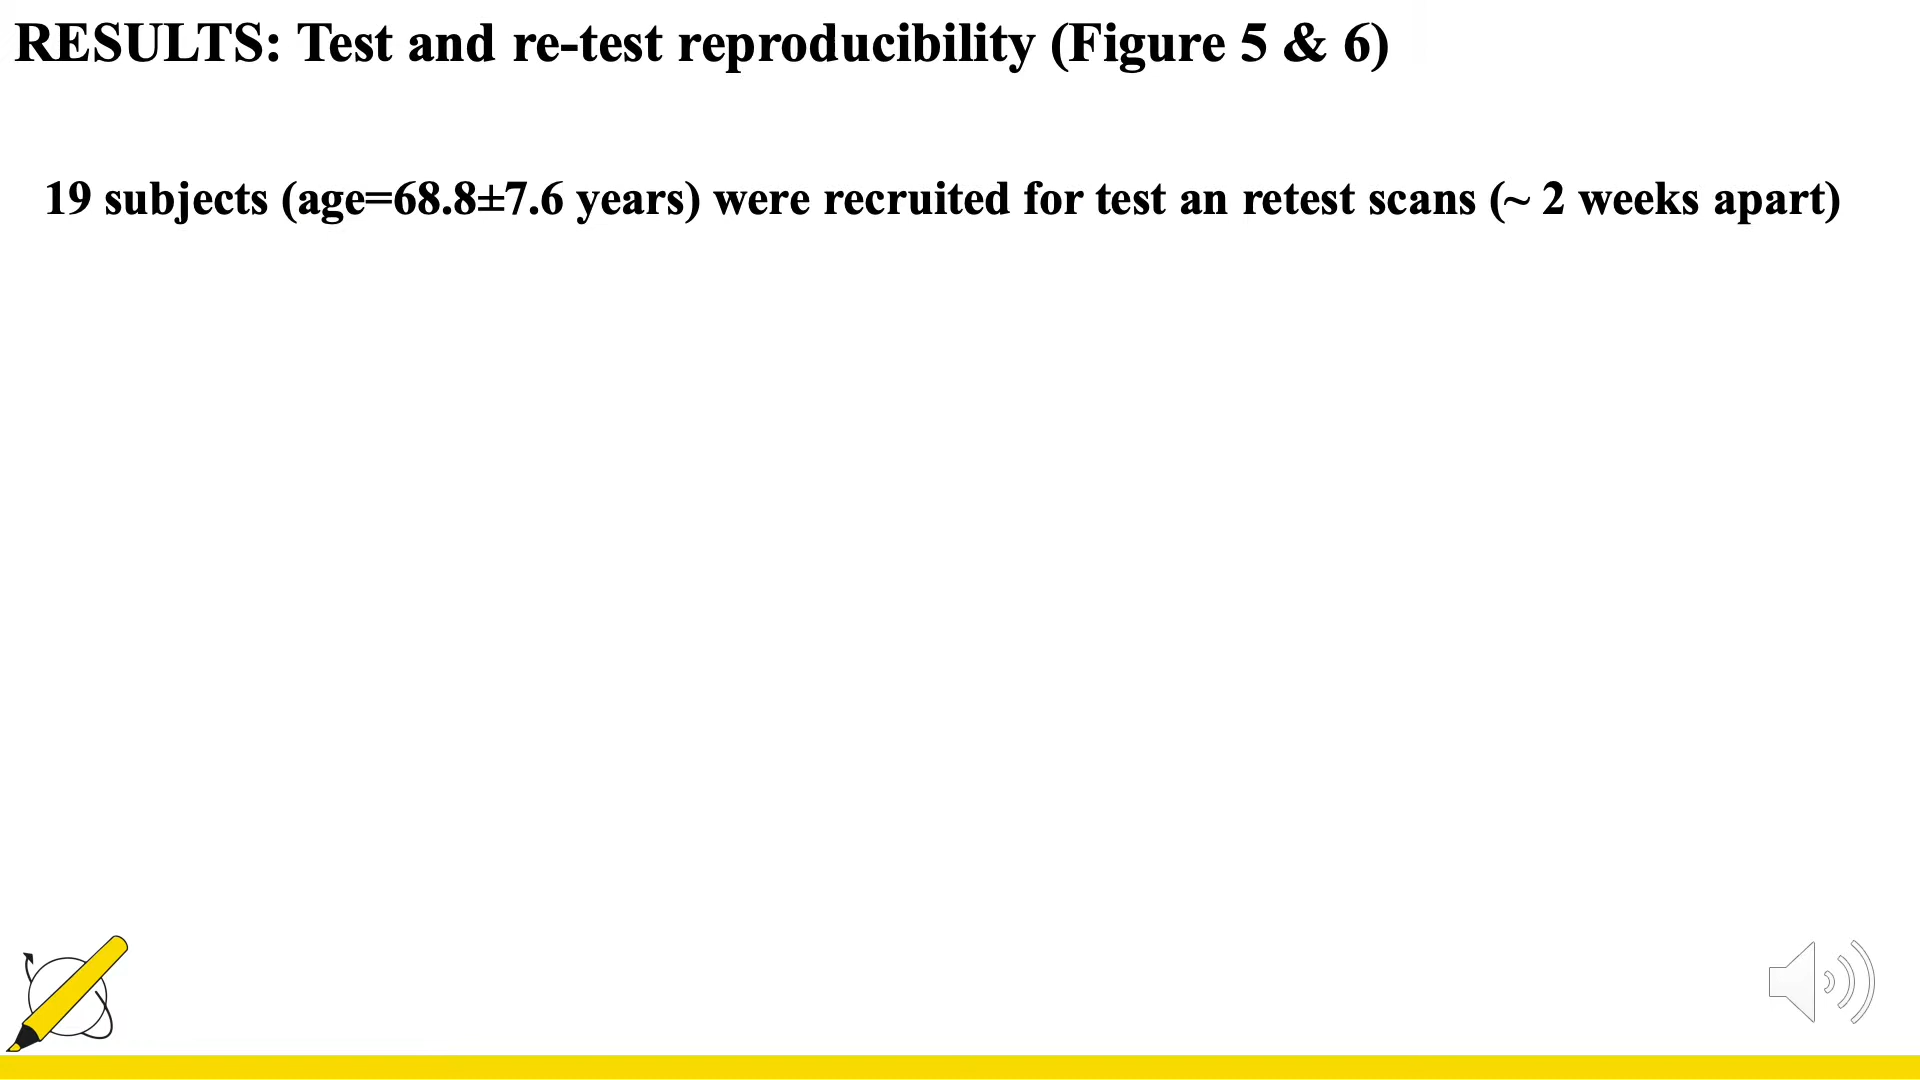 RESULTS: Test and re-test reproducibility (Figure 5 & 6)
19 subjects (age=68.8±7.6 years) were recruited for test an retest scans (~ 2 weeks apart)